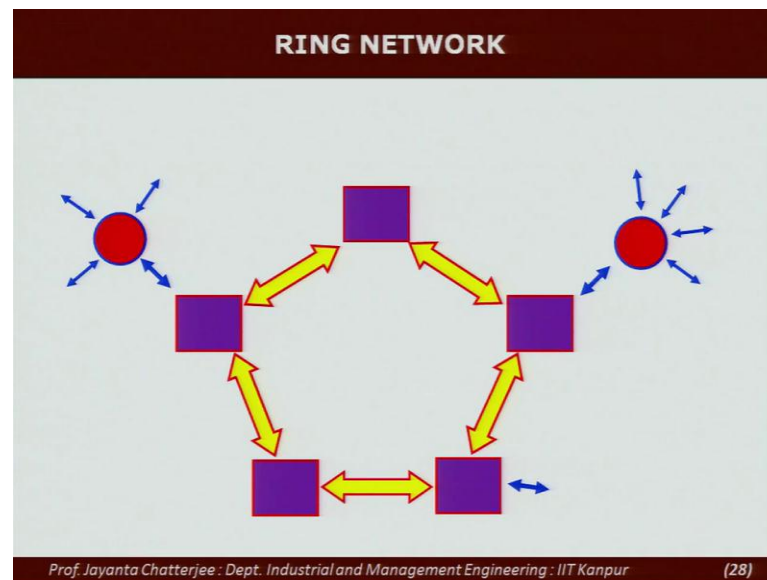 RING NETWORK
Prof. Jayanta Chatterjee : Dept. Industrial and Management Engineering : IIT Kanpur (28)